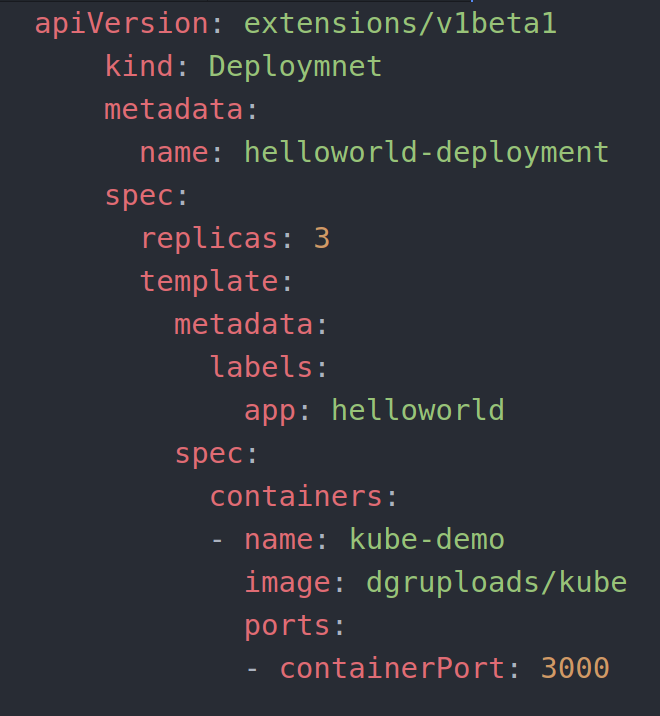 apiVersion: extensions/v1beta1
    kind: Deploymnet
    metadata:
      name: helloworld-deployment
    spec:
      replicas: 3
      template:
        metadata:
          labels:
            app: helloworld
        spec:
          containers:
          - name: kube-demo
            image: dgruploads/kube
            ports:
            - containerPort: 3000